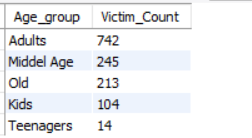 Age_group Victim_Count
Adults 742
Middel Age 245
Old 213
Kids 104
Teenagers 14